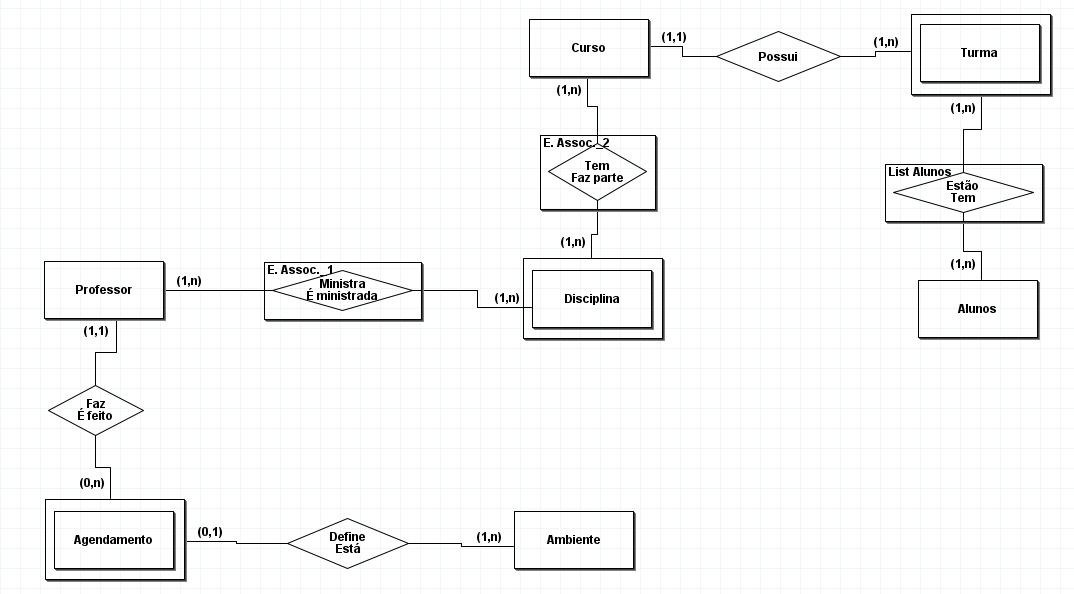 Curso
(1,1)
Possui
(1,n)
Turma
(1,n)
(1,n)
E. Assoc._2
Tem
Faz parte
List Alunos
Estão
Tem
(1,n)
(1,n)
Professor
(1,n)
E. Assoc._1
Ministra
É ministrada
(1,n)
Disciplina
Alunos
(1,1)
Faz
É feito
(0,n)
Agendamento
(0,1)
Define
Está
(1,n)
Ambiente